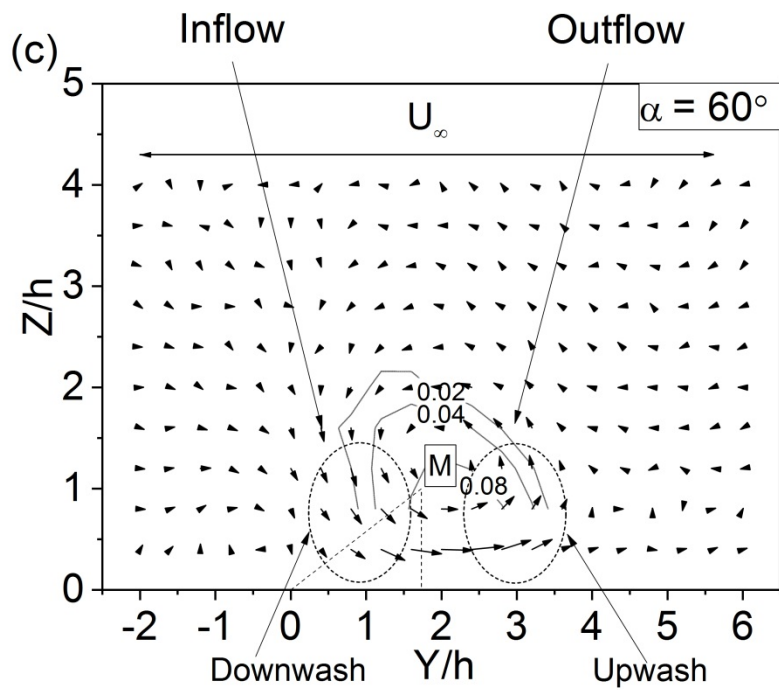 Inflow Outflow
(c)
α = 60°
U∞
5
4
3
2
1
0
Z/h
0.02
0.04
M
0.08
-2 -1 0 1 2 3 4 5 6
Downwash Y/h Upwash